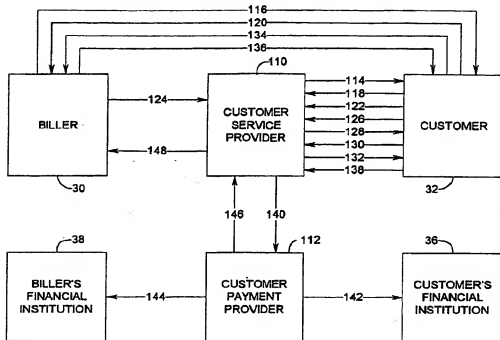 116
120
134
136
110
114
118
122
126
128
130
132
138
124
148
BILLER
CUSTOMER
SERVICE
PROVIDER
CUSTOMER
30
32
146
140
38
112
36
BILLER'S
FINANCIAL
INSTITUTION
144
CUSTOMER
PAYMENT
PROVIDER
142
CUSTOMER'S
FINANCIAL
INSTITUTION